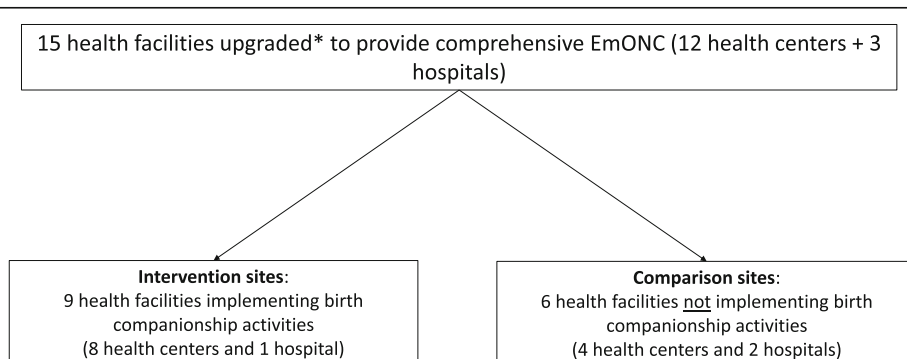 15 health facilities upgraded* to provide comprehensive EmONC (12 health centers + 3
hospitals)
Intervention sites:
9 health facilities implementing birth
companionship activities
(8 health centers and 1 hospital)
Comparison sites:
6 health facilities not implementing birth
companionship activities
(4 health centers and 2 hospitals)